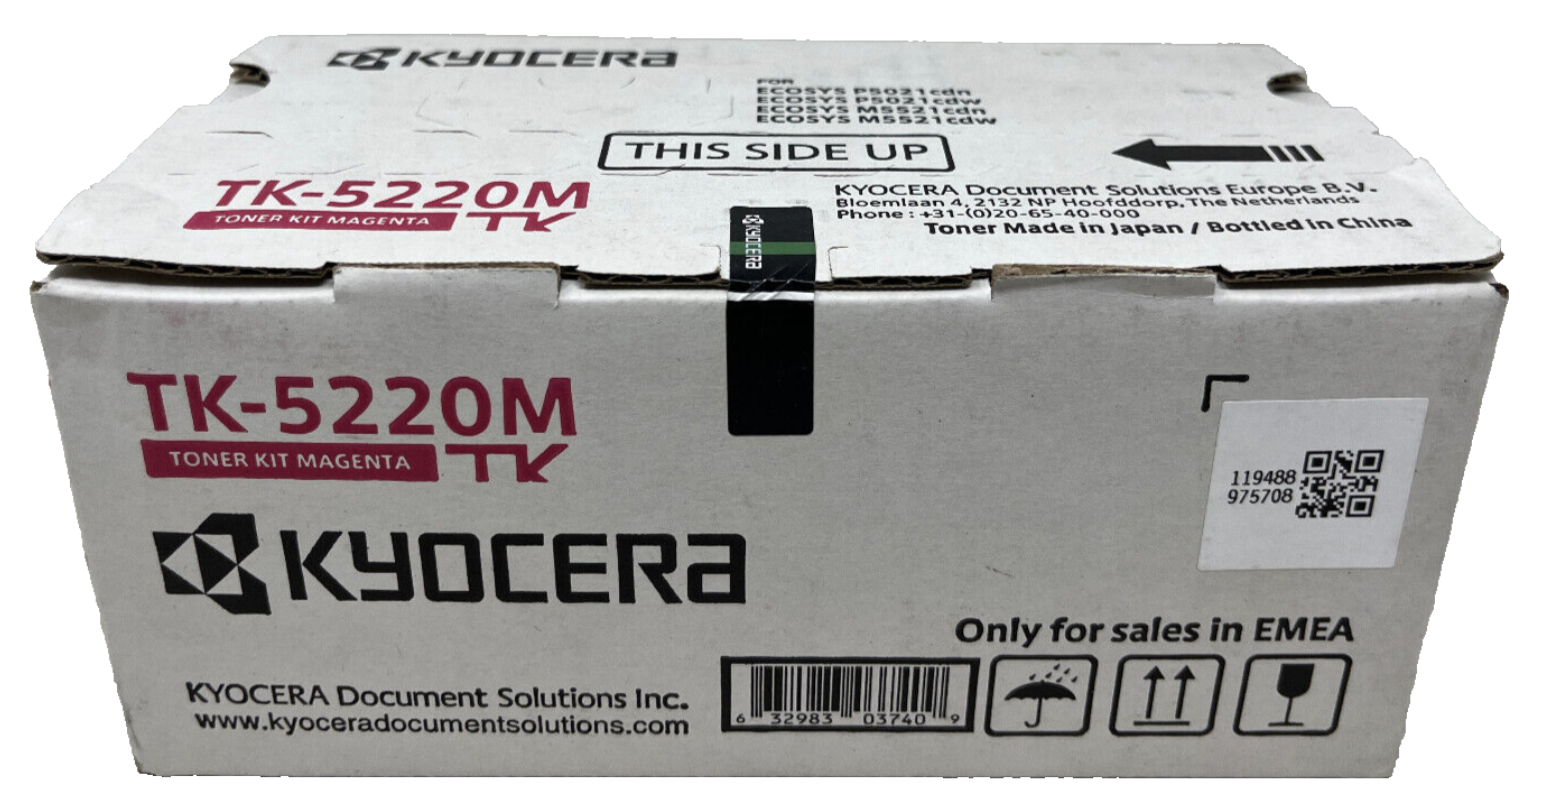 KYOCERA
FOR
ECOSYS P5021cdn
ECOSYS P5021cdw
ECOSYS M5521cdn
ECOSYS M5521cdw
THIS SIDE UP
TK-5220M
TONER KIT MAGENTA TK
KYOCERA Document Solutions Europe B.V.
Bloemlaan 4, 2132 NP Hoofddorp, The Netherlands
Phone : +31-(0)20-65-40-000
Toner Made in Japan / Bottled in China
KYOCERA
TK-5220M
TONER KIT MAGENTA TK
119488
975708
KYOCERA
Only for sales in EMEA
KYOCERA Document Solutions Inc.
www.kyoceradocumentsolutions.com
6 32983 03740 9